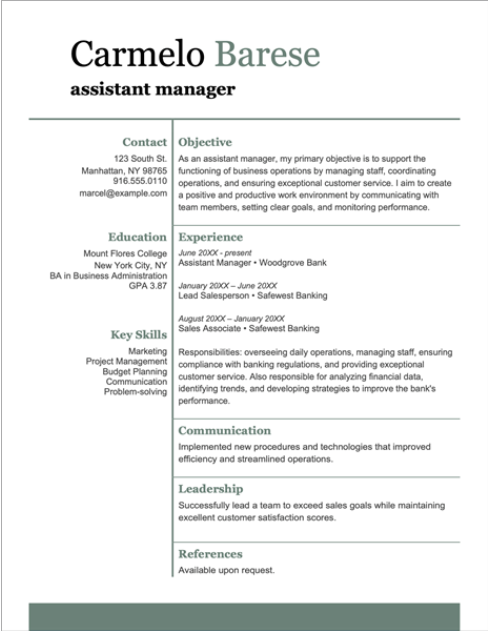 Carmelo Barese
assistant manager
Contact
123 South St.
Manhattan, NY 98765
916.555.0110
marcel@example.com
Education
Mount Flores College
New York City, NY
BA in Business Administration
GPA 3.87
Key Skills
Marketing
Project Management
Budget Planning
Communication
Problem-solving
Objective
As an assistant manager, my primary objective is to support the
functioning of business operations by managing staff, coordinating
operations, and ensuring exceptional customer service. I aim to create
a positive and productive work environment by communicating with
team members, setting clear goals, and monitoring performance.
Experience
June 20XX - present
Assistant Manager • Woodgrove Bank
January 20XX – June 20XX
Lead Salesperson • Safewest Banking
August 20XX – January 20XX
Sales Associate • Safewest Banking
Responsibilities: overseeing daily operations, managing staff, ensuring
compliance with banking regulations, and providing exceptional
customer service. Also responsible for analyzing financial data,
identifying trends, and developing strategies to improve the bank's
performance.
Communication
Implemented new procedures and technologies that improved
efficiency and streamlined operations.
Leadership
Successfully lead a team to exceed sales goals while maintaining
excellent customer satisfaction scores.
References
Available upon request.